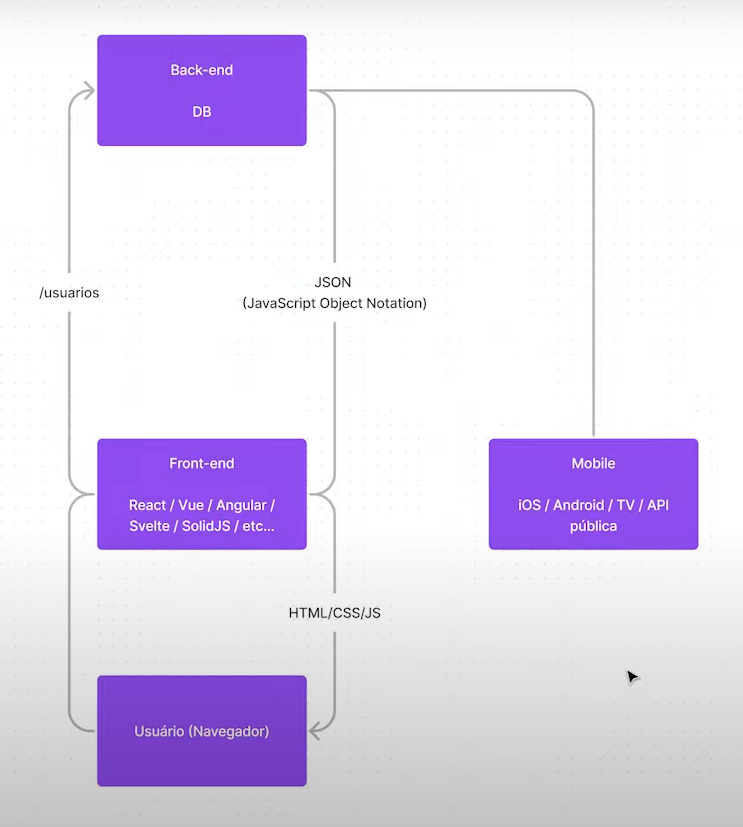 Back-end
DB
/usuarios
JSON
(JavaScript Object Notation)
Front-end
React / Vue / Angular /
Svelte / SolidJS / etc...
Mobile
iOS / Android / TV / API
pública
HTML/CSS/JS
Usuário (Navegador)